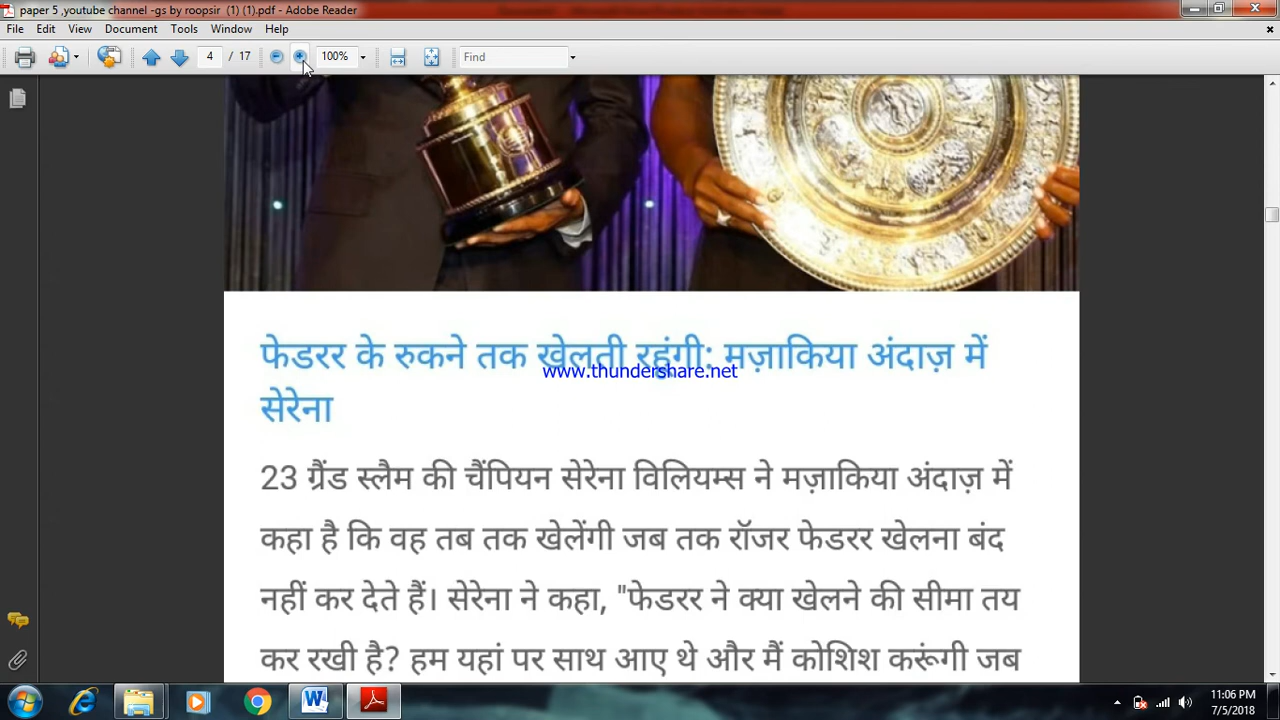 paper 5 ,youtube channel -gs by roopsir (1) (1).pdf - Adobe Reader
File Edit View Document Tools Window Help
4 / 17 100% Find
फेडरर के रुकने तक खेलती रहूंगी: मज़ाकिया अंदाज़ में
www.thundershare.net
सेरेना
23 ग्रैंड स्लैम की चैंपियन सेरेना विलियम्स ने मज़ाकिया अंदाज़ में
कहा है कि वह तब तक खेलेंगी जब तक रॉजर फेडरर खेलना बंद
नहीं कर देते हैं। सेरेना ने कहा, "फेडरर ने क्या खेलने की सीमा तय
कर रखी है? हम यहां पर साथ आए थे और मैं कोशिश करूंगी जब
11:06 PM
7/5/2018